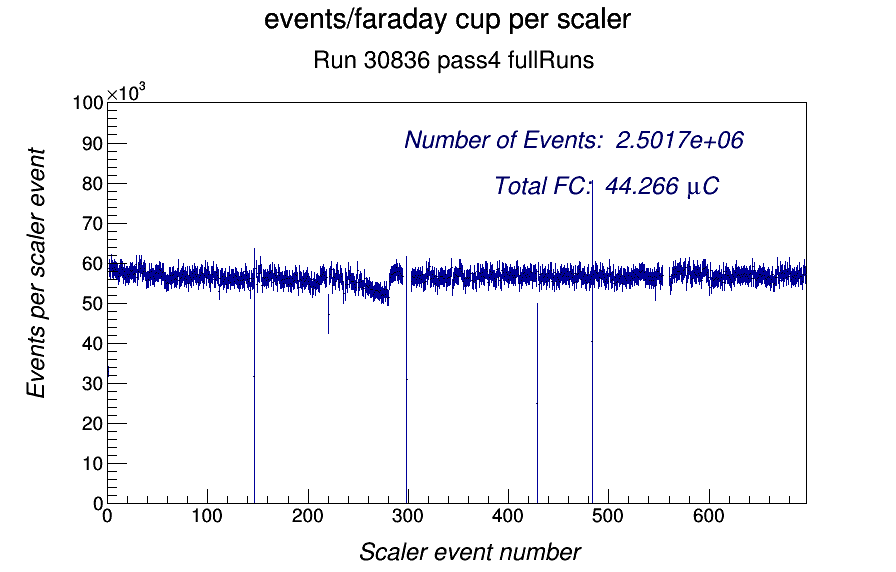 events/faraday cup per scaler
Run 30836 pass4 fullRuns
×10³
100
90
80
70
60
50
40
30
20
10
0
Events per scaler event
Number of Events: 2.5017e+06
Total FC: 44.266 μC
0 100 200 300 400 500 600
Scaler event number